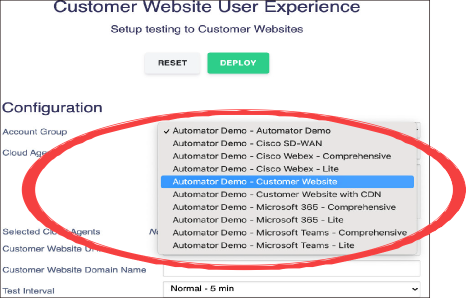 Customer Website User Experience
Setup testing to Customer Websites
RESET DEPLOY
Configuration
Account Group ✓ Automator Demo - Automator Demo
Automator Demo - Cisco SD-WAN
Cloud Age
Automator Demo - Cisco Webex - Comprehensive
Automator Demo - Cisco Webex - Lite
Automator Demo - Customer Website
Automator Demo - Customer Website with CDN
Automator Demo - Microsoft 365 - Comprehensive
Automator Demo - Microsoft 365 - Lite
Selected Cloud Agents
Automator Demo - Microsoft Teams - Comprehensive
Customer Website
Automator Demo - Microsoft Teams - Lite
Customer Website Domain Name
Test Interval Normal - 5 min